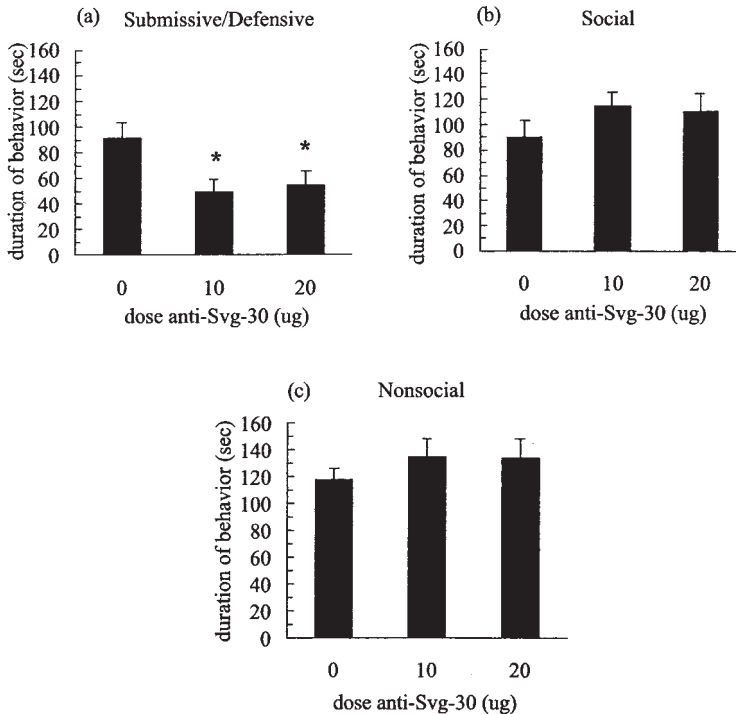 (a) Submissive/Defensive
duration of behavior (sec)
160
140
120
100
80
60
40
20
0
*
*
0 10 20
dose anti-Svg-30 (ug)
(b) Social
duration of behavior (sec)
160
140
120
100
80
60
40
20
0
0 10 20
dose anti-Svg-30 (ug)
(c) Nonsocial
duration of behavior (sec)
160
140
120
100
80
60
40
20
0
0 10 20
dose anti-Svg-30 (ug)